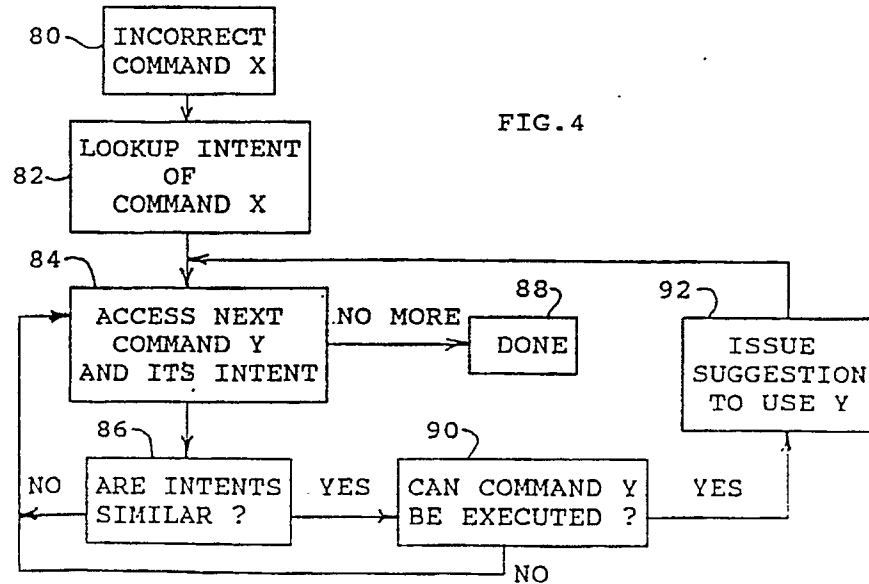 80
INCORRECT
COMMAND X
FIG.4
82
LOOKUP INTENT
OF
COMMAND X
84
ACCESS NEXT
COMMAND Y
AND ITS INTENT
NO MORE
88
DONE
92
ISSUE
SUGGESTION
TO USE Y
86
NO
ARE INTENTS
SIMILAR ?
YES
90
CAN COMMAND Y
BE EXECUTED ?
YES
NO